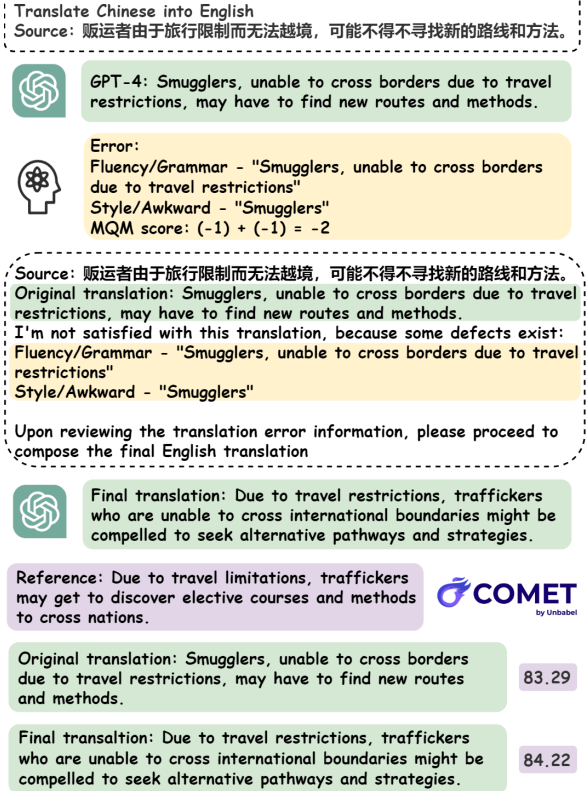 Translate Chinese into English
Source: 贩运者由于旅行限制而无法越境，可能不得不寻找新的路线和方法。
GPT-4: Smugglers, unable to cross borders due to travel
restrictions, may have to find new routes and methods.
Error:
Fluency/Grammar - "Smugglers, unable to cross borders
due to travel restrictions"
Style/Awkward - "Smugglers"
MQM score: (-1) + (-1) = -2
Source: 贩运者由于旅行限制而无法越境，可能不得不寻找新的路线和方法。
Original translation: Smugglers, unable to cross borders due to travel
restrictions, may have to find new routes and methods.
I'm not satisfied with this translation, because some defects exist:
Fluency/Grammar - "Smugglers, unable to cross borders due to travel
restrictions"
Style/Awkward - "Smugglers"
Upon reviewing the translation error information, please proceed to
compose the final English translation
Final translation: Due to travel restrictions, traffickers
who are unable to cross international boundaries might be
compelled to seek alternative pathways and strategies.
Reference: Due to travel limitations, traffickers
may get to discover elective courses and methods
to cross nations.
COMET
by Unbabel
Original translation: Smugglers, unable to cross borders
due to travel restrictions, may have to find new routes
and methods.
83.29
Final transaltion: Due to travel restrictions, traffickers
who are unable to cross international boundaries might be
compelled to seek alternative pathways and strategies.
84.22